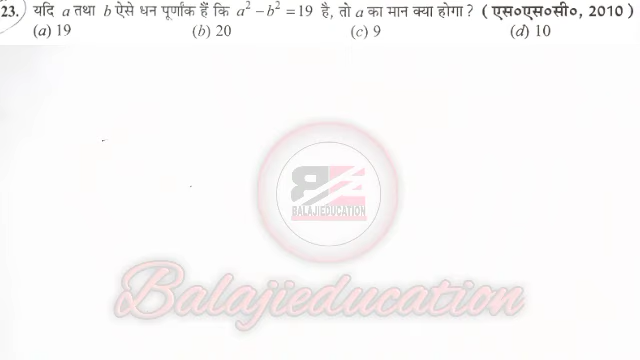 23. यदि a तथा b ऐसे धन पूर्णांक हैं कि a² − b² = 19 है, तो a का मान क्या होगा? (एस०एस०सी०, 2010)
(a) 19 (b) 20 (c) 9 (d) 10
BALAJIEDUCATION
Balajieducation